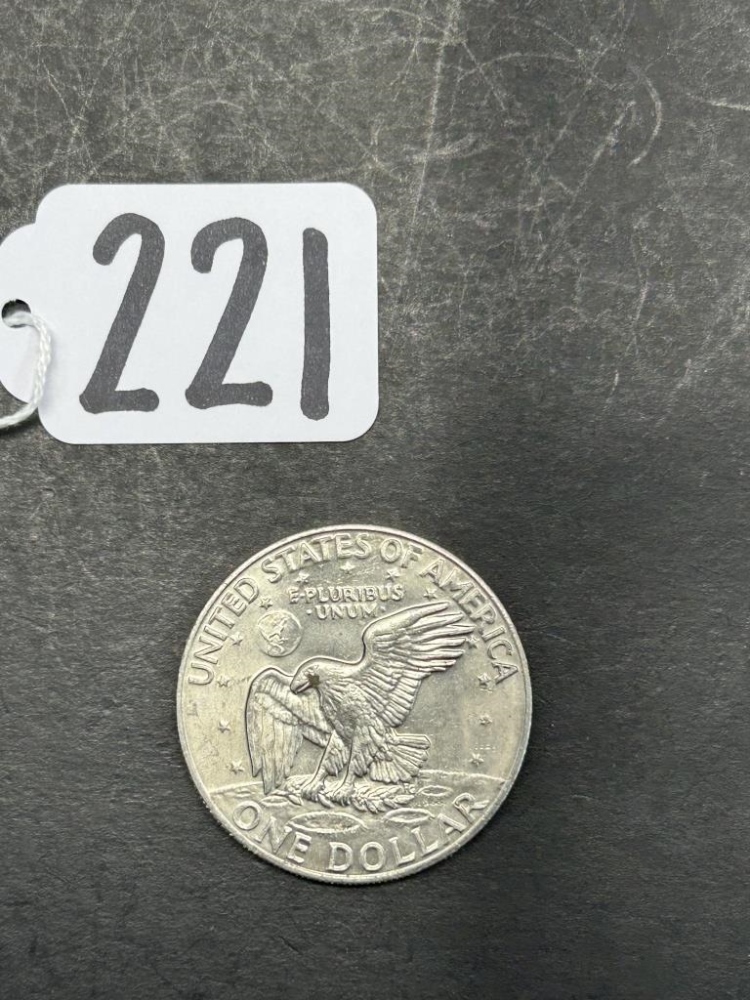 221
UNITED STATES OF AMERICA
E·PLURIBUS
·UNUM·
ONE DOLLAR